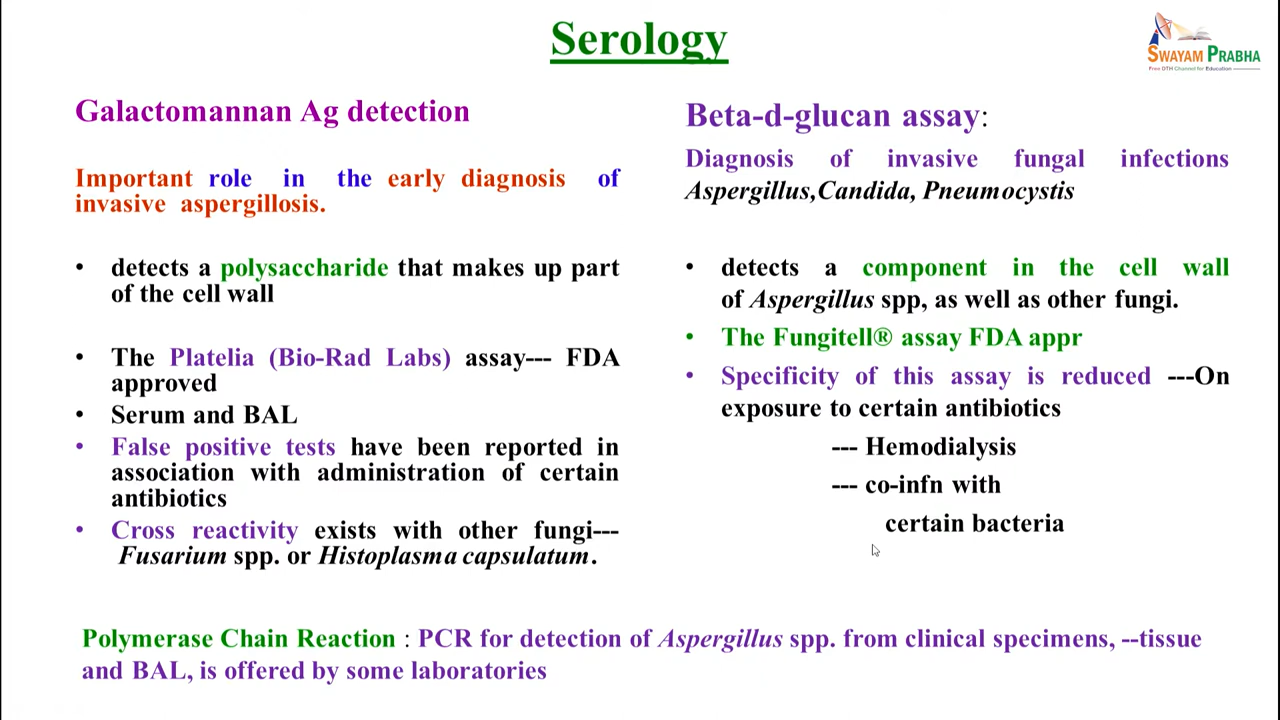 Serology
SWAYAM PRABHA
Free DTH Channel for Education
Galactomannan Ag detection
Important role in the early diagnosis of
invasive aspergillosis.
• detects a polysaccharide that makes up part
of the cell wall
• The Platelia (Bio-Rad Labs) assay--- FDA
approved
• Serum and BAL
• False positive tests have been reported in
association with administration of certain
antibiotics
• Cross reactivity exists with other fungi---
Fusarium spp. or Histoplasma capsulatum.
Beta-d-glucan assay:
Diagnosis of invasive fungal infections
Aspergillus,Candida, Pneumocystis
• detects a component in the cell wall
of Aspergillus spp, as well as other fungi.
• The Fungitell® assay FDA appr
• Specificity of this assay is reduced ---On
exposure to certain antibiotics
--- Hemodialysis
--- co-infn with
certain bacteria
Polymerase Chain Reaction : PCR for detection of Aspergillus spp. from clinical specimens, --tissue
and BAL, is offered by some laboratories